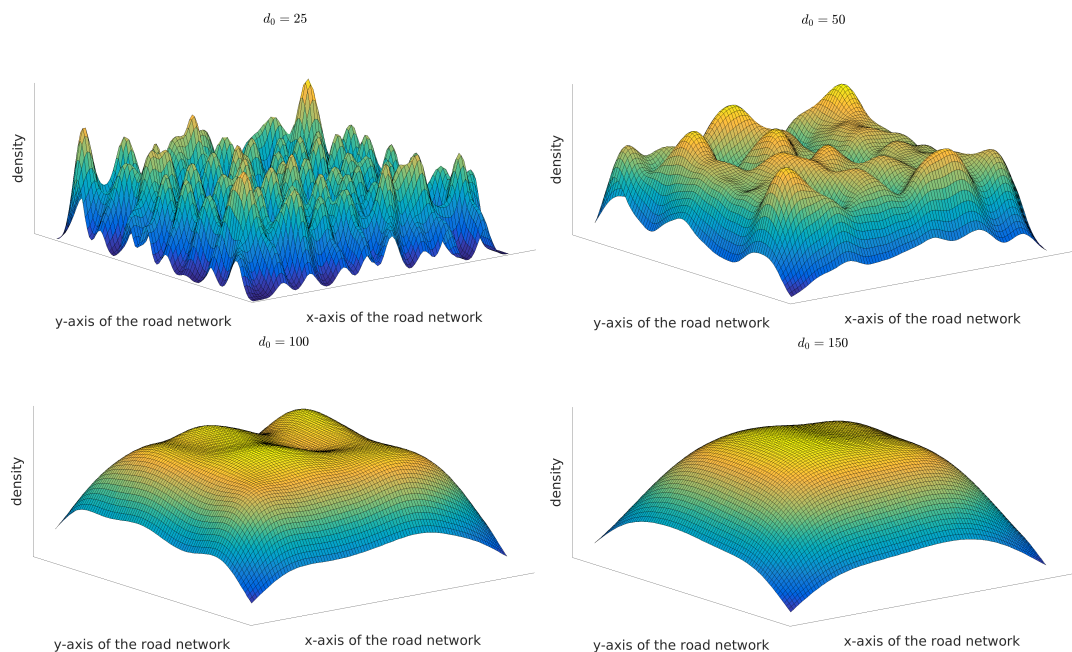 d₀ = 25
density
y-axis of the road network
x-axis of the road network
d₀ = 50
density
y-axis of the road network
x-axis of the road network
d₀ = 100
density
y-axis of the road network
x-axis of the road network
d₀ = 150
density
y-axis of the road network
x-axis of the road network